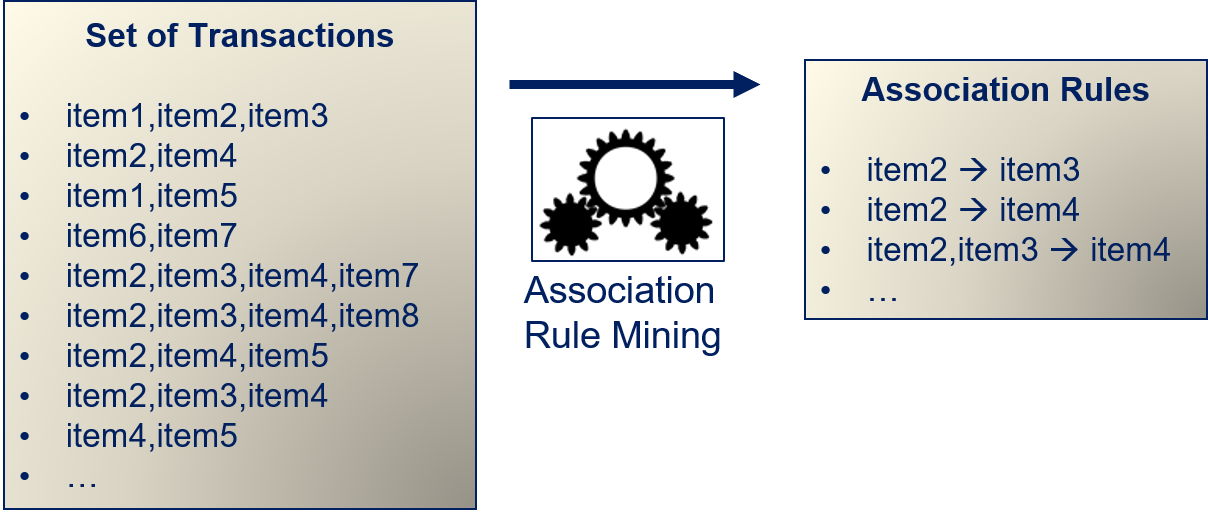 Set of Transactions
• item1,item2,item3
• item2,item4
• item1,item5
• item6,item7
• item2,item3,item4,item7
• item2,item3,item4,item8
• item2,item4,item5
• item2,item3,item4
• item4,item5
• …
Association
Rule Mining
Association Rules
• item2 → item3
• item2 → item4
• item2,item3 → item4
• …